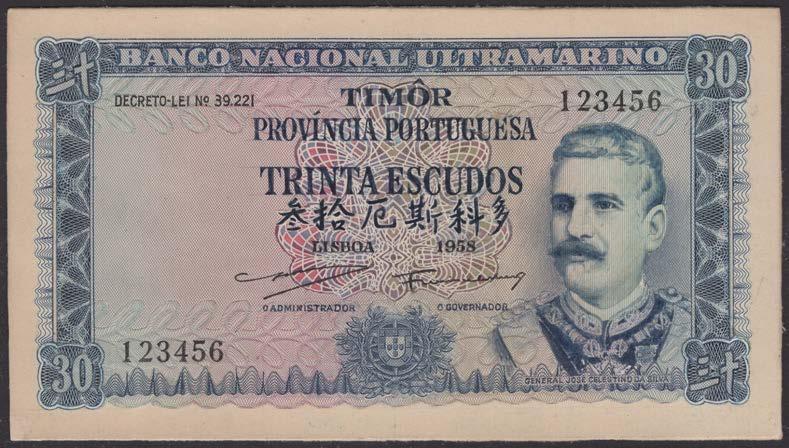 三十 BANCO NACIONAL ULTRAMARINO 30
DECRETO-LEI Nº 39.221
TIMÔR
123456
PROVÍNCIA PORTUGUESA
TRINTA ESCUDOS
叁拾厄斯科多
LISBOA 1958
O ADMINISTRADOR O GOVERNADOR
123456
GENERAL JOSÉ CELESTINO DA SILVA
30 三十